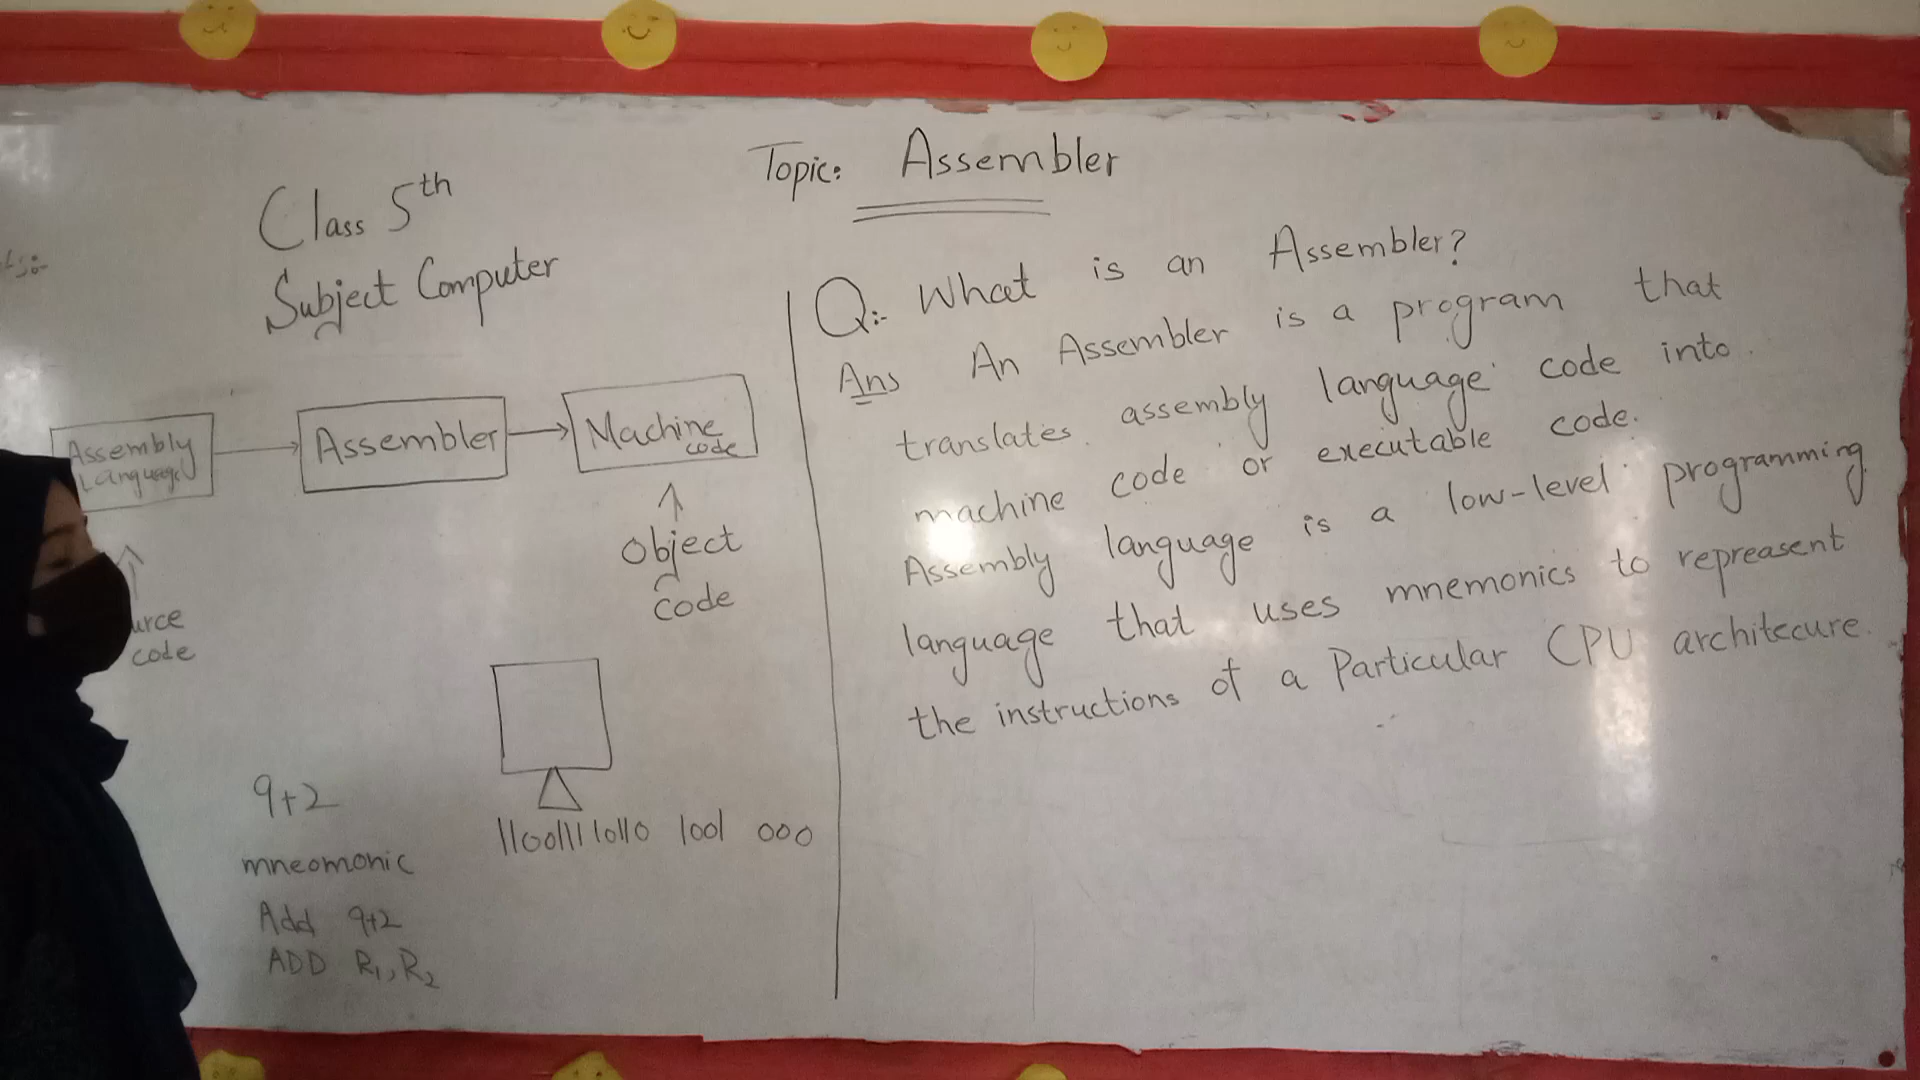 Topic: Assembler
Class 5th
Subject Computer
Assembly
Language
Assembler
Machine
code
Object
code
urce
code
9+2
mneomonic
Add 9+2
ADD R1, R2
1001 000
Q:- What is an Assembler?
Ans An Assembler is a program that
translates assembly language code into
machine code or executable code.
Assembly language is a low-level programming
language that uses mnemonics to repreasent
the instructions of a Particular CPU architecure.